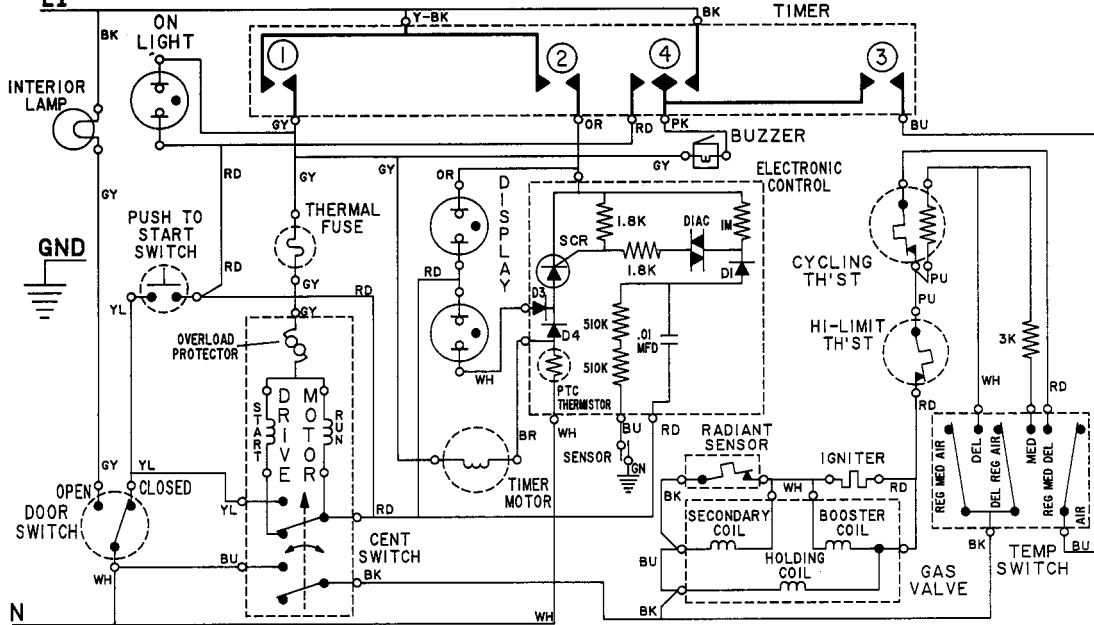 L1
Y-BK
BK
TIMER
BK
ON
LIGHT
1
2
4
3
INTERIOR
LAMP
GY
OR
RD
PK
BU
BUZZER
GY
ELECTRONIC
CONTROL
GY
RD
GY
GY
OR
DISPLAY
1.8K
DIAC
1M
SCR
1.8K
D1
PUSH TO
START
SWITCH
THERMAL
FUSE
GND
RD
RD
CYCLING
TH'ST
PU
PU
YL
RD
GY
GY
D3
D4
510K
510K
.01
MFD
HI-LIMIT
TH'ST
3K
OVERLOAD
PROTECTOR
WH
PTC
THERMISTOR
WH
RD
RD
DRIVE
MOTOR
START
RUN
BR
WH
BU
RD
SENSOR
GN
RADIANT
SENSOR
IGNITER
REG MED AIR
DEL
DEL REG AIR
MED
REG MED DEL
AIR
GY
YL
OPEN
CLOSED
DOOR
SWITCH
YL
TIMER
MOTOR
BK
WH
RD
RD
CENT
SWITCH
SECONDARY
COIL
BOOSTER
COIL
BK
TEMP
SWITCH
BU
WH
BU
BU
HOLDING
COIL
GAS
VALVE
BK
BK
N
WH